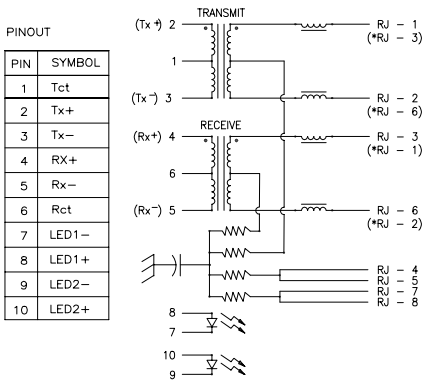 PINOUT
PIN SYMBOL
1 Tct
2 Tx+
3 Tx−
4 RX+
5 Rx−
6 Rct
7 LED1−
8 LED1+
9 LED2−
10 LED2+
TRANSMIT
(Tx+) 2
1
(Tx−) 3
RJ − 1
(*RJ − 3)
RJ − 2
(*RJ − 6)
RECEIVE
(Rx+) 4
6
(Rx−) 5
RJ − 3
(*RJ − 1)
RJ − 6
(*RJ − 2)
RJ − 4
RJ − 5
RJ − 7
RJ − 8
8
7
10
9